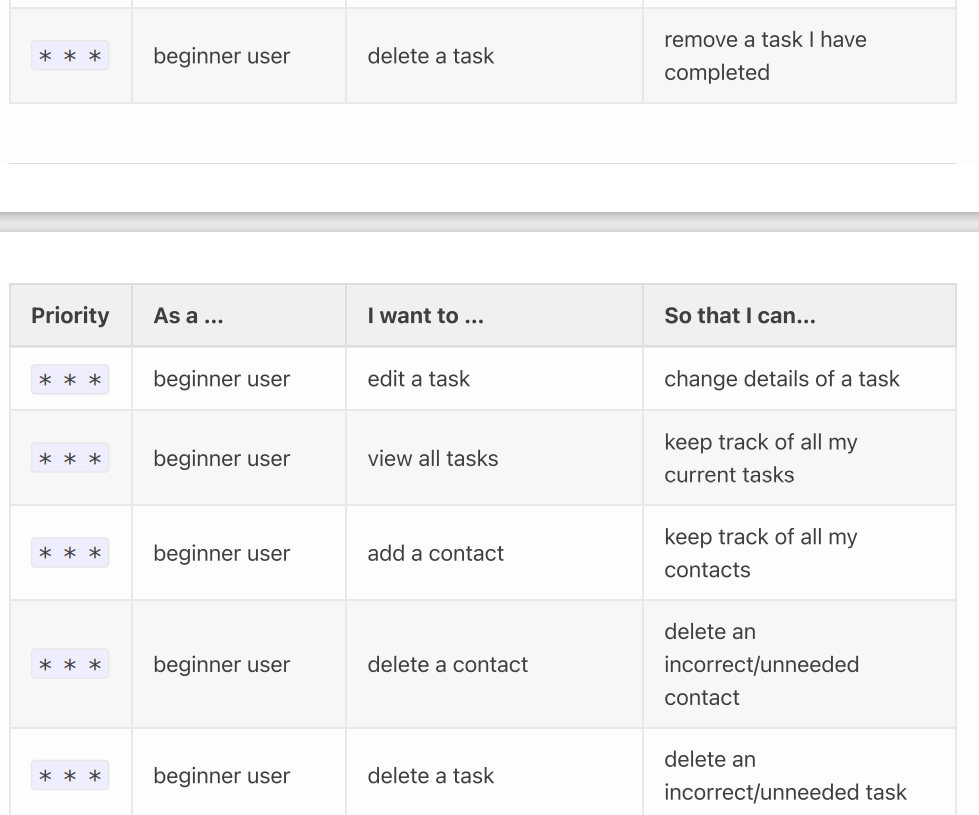 * * * beginner user delete a task remove a task I have
completed
Priority As a ... I want to ... So that I can...
* * * beginner user edit a task change details of a task
* * * beginner user view all tasks keep track of all my
current tasks
* * * beginner user add a contact keep track of all my
contacts
* * * beginner user delete a contact delete an
incorrect/unneeded
contact
* * * beginner user delete a task delete an
incorrect/unneeded task